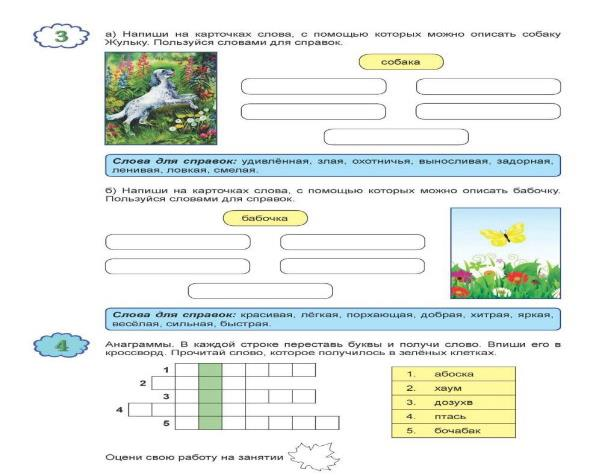 3
а) Напиши на карточках слова, с помощью которых можно описать собаку
Жульку. Пользуйся словами для справок.
собака
Слова для справок: удивлённая, злая, охотничья, выносливая, задорная,
ленивая, ловкая, смелая.
б) Напиши на карточках слова, с помощью которых можно описать бабочку.
Пользуйся словами для справок.
бабочка
Слова для справок: красивая, лёгкая, порхающая, добрая, хитрая, яркая,
весёлая, сильная, быстрая.
4
Анаграммы. В каждой строке переставь буквы и получи слово. Впиши его в
кроссворд. Прочитай слово, которое получилось в зелёных клетках.
1
2
3
4
5
1. абоска
2. хаум
3. дозухв
4. птась
5. бочабак
Оцени свою работу на занятии